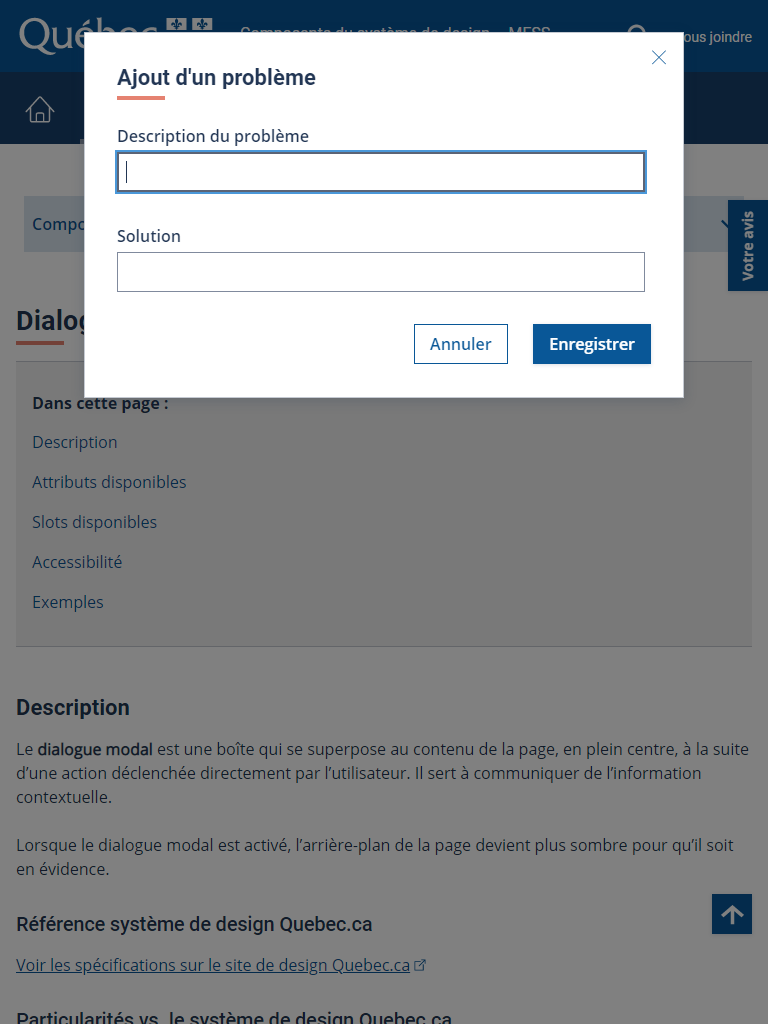 Québec
Composants du système de design - MESS
ous joindre
Ajout d'un problème
Description du problème
Compo
Votre avis
Solution
Dialog
Annuler
Enregistrer
Dans cette page :
Description
Attributs disponibles
Slots disponibles
Accessibilité
Exemples
Description
Le dialogue modal est une boîte qui se superpose au contenu de la page, en plein centre, à la suite
d’une action déclenchée directement par l’utilisateur. Il sert à communiquer de l’information
contextuelle.
Lorsque le dialogue modal est activé, l’arrière-plan de la page devient plus sombre pour qu’il soit
en évidence.
Référence système de design Quebec.ca
Voir les spécifications sur le site de design Quebec.ca
Particularités vs. le système de design Quebec.ca